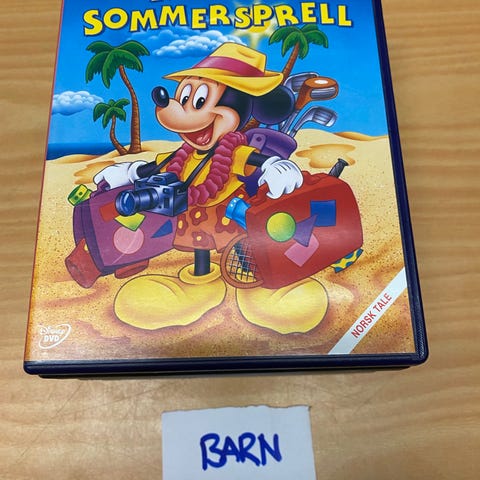 SOMMERSPRELL
Disney
DVD
NORSK TALE
BARN